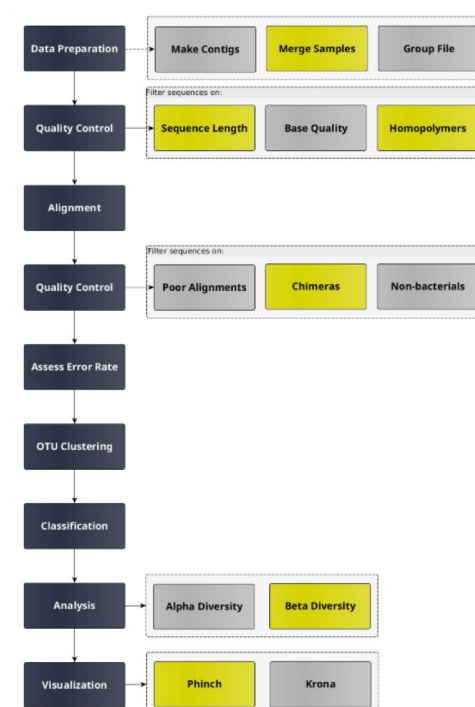 Data Preparation
Make Contigs
Merge Samples
Group File
Filter sequences on:
Quality Control
Sequence Length
Base Quality
Homopolymers
Alignment
Filter sequences on:
Quality Control
Poor Alignments
Chimeras
Non-bacterials
Assess Error Rate
OTU Clustering
Classification
Analysis
Alpha Diversity
Beta Diversity
Visualization
Phinch
Krona